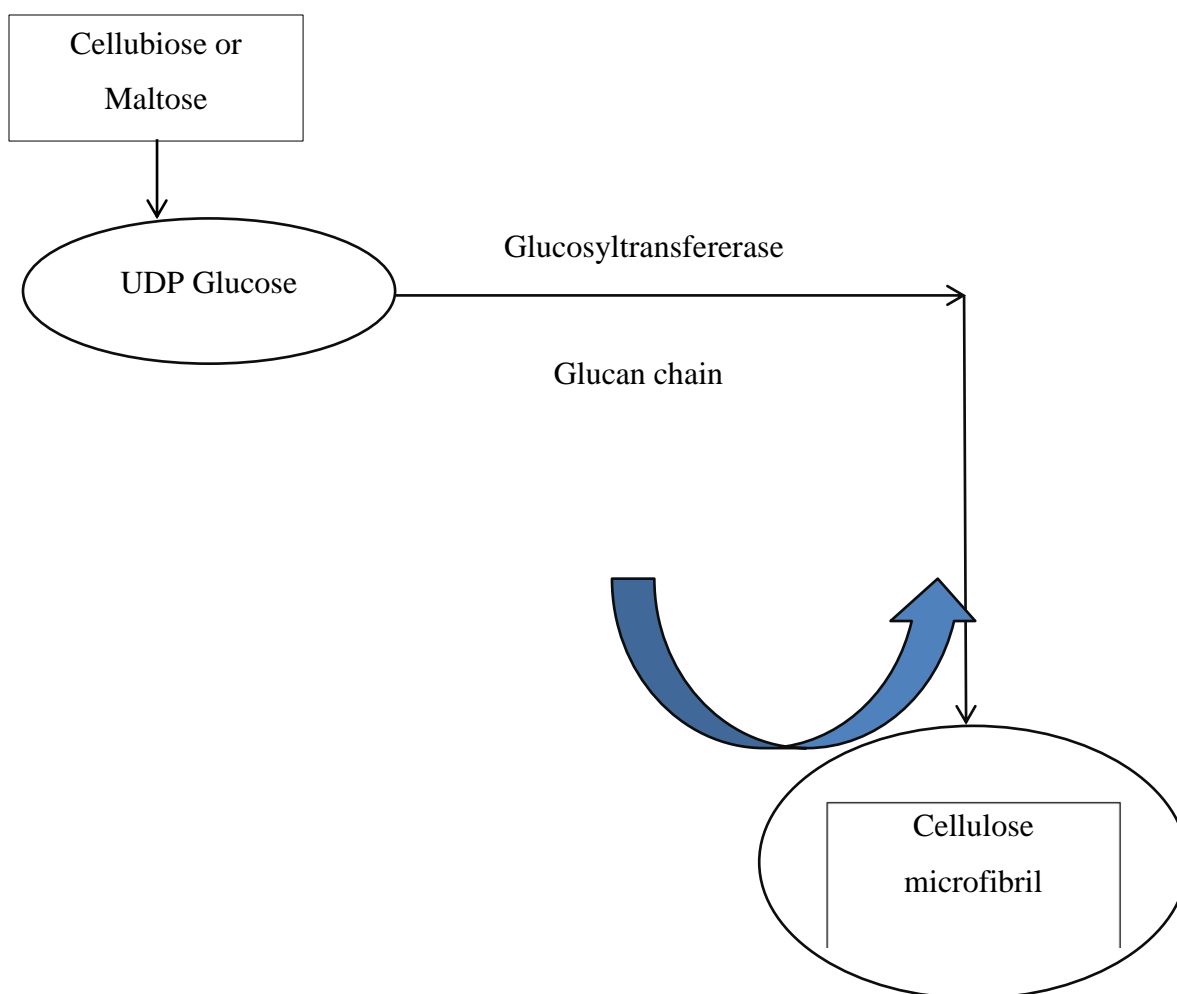 Cellubiose or
Maltose
UDP Glucose
Glucosyltransfererase
Glucan chain
Cellulose
microfibril